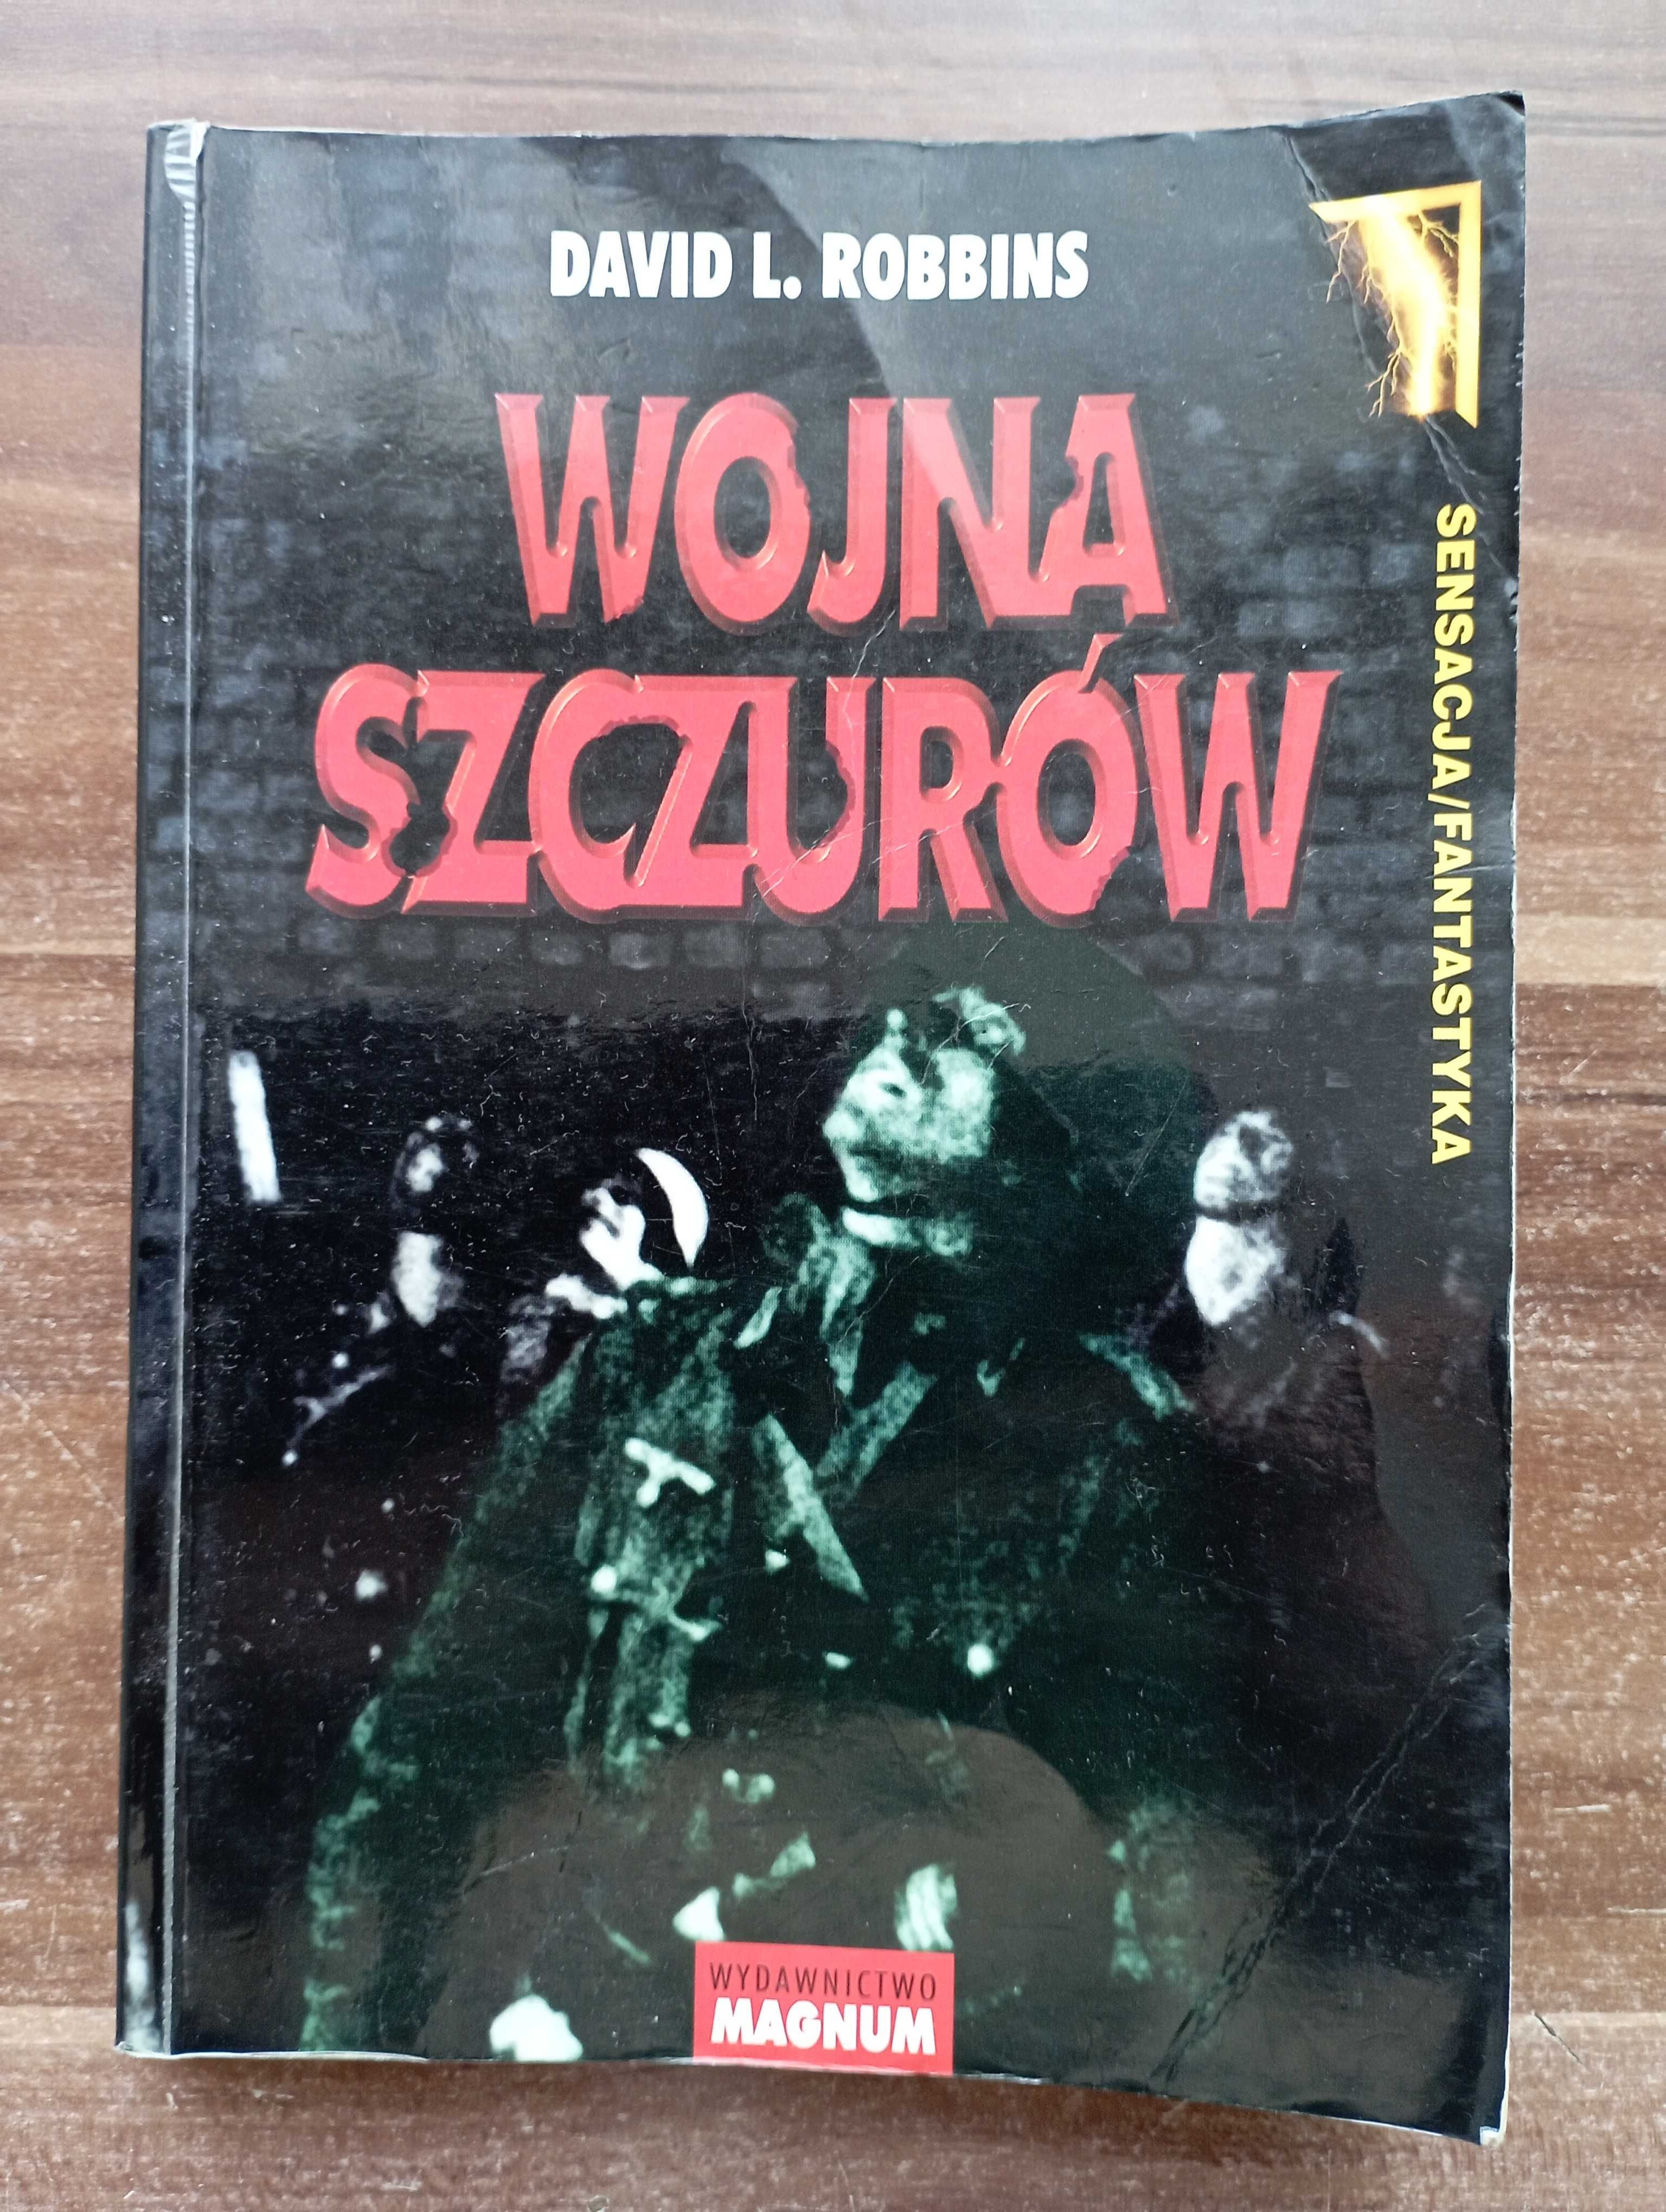 DAVID L. ROBBINS
WOJNA
SZCZURÓW
SENSACJA/FANTASTYKA
WYDAWNICTWO
MAGNUM